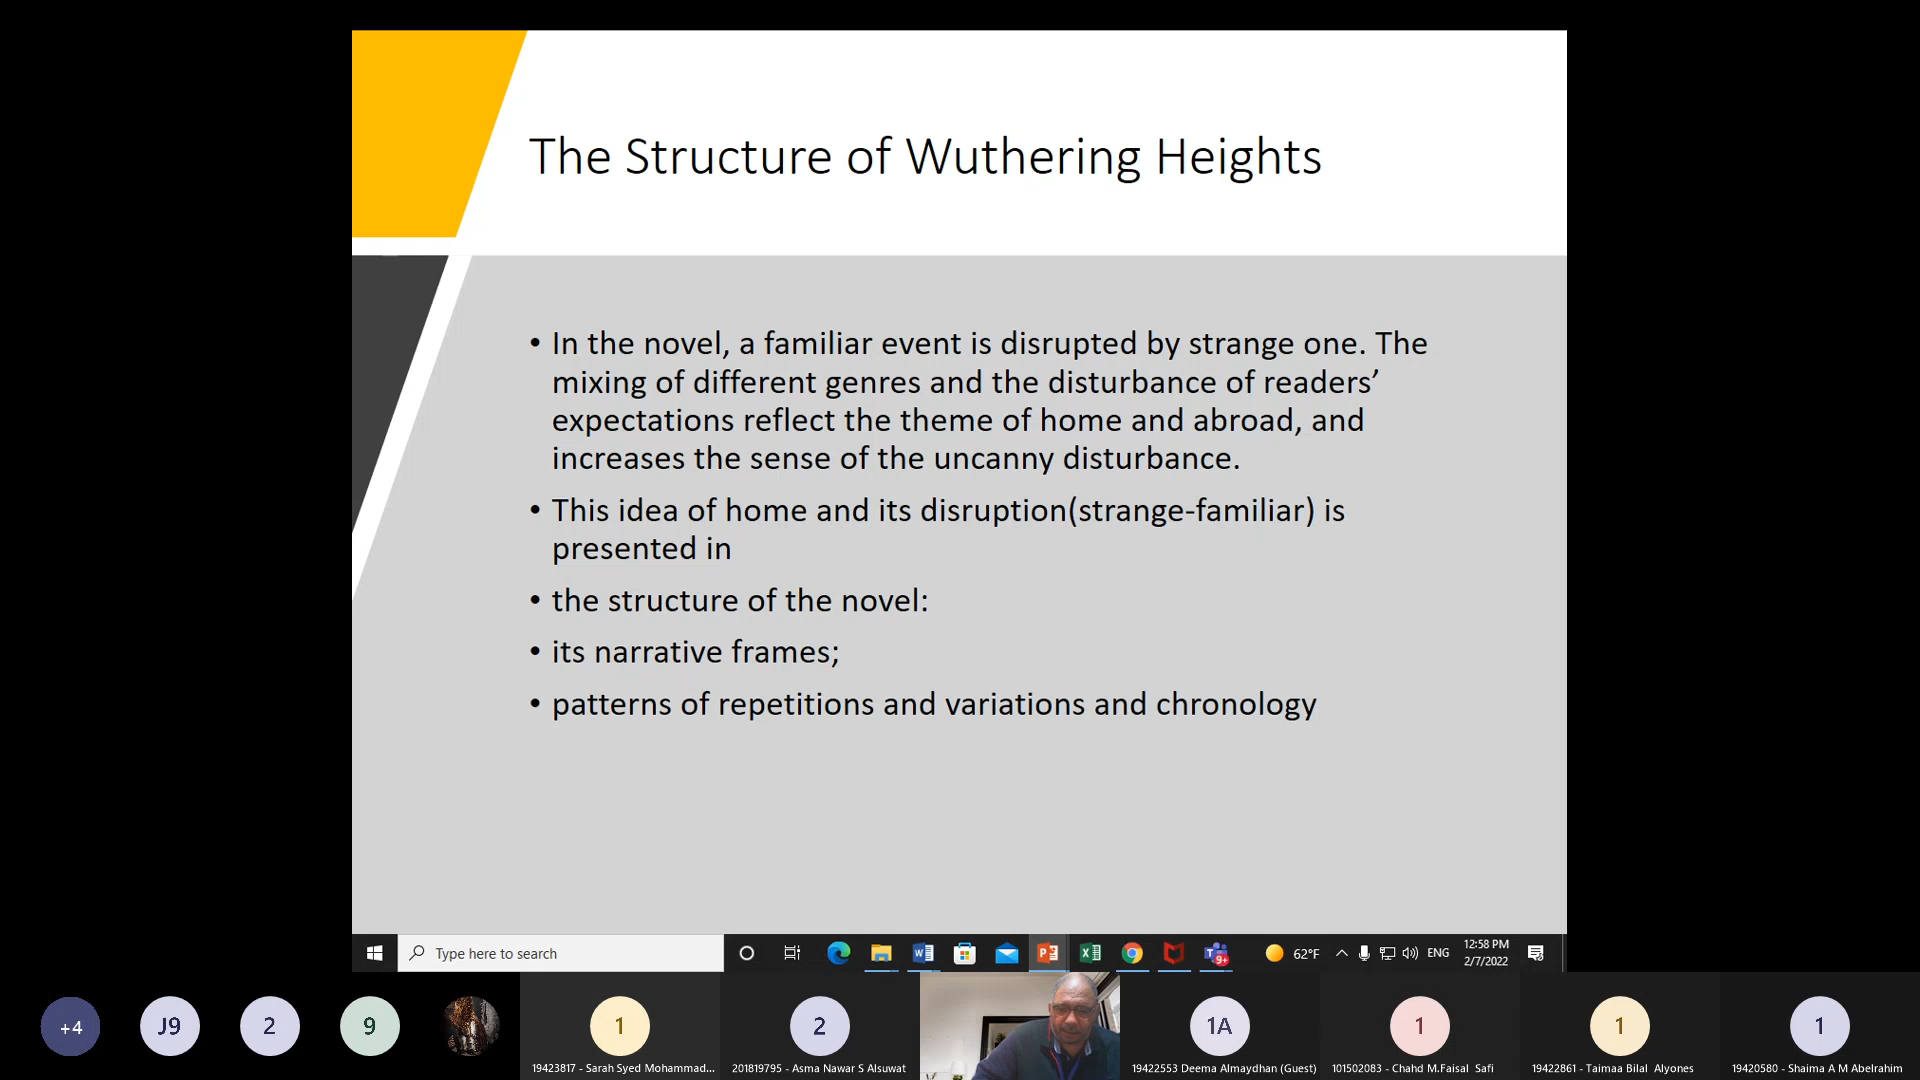 The Structure of Wuthering Heights
• In the novel, a familiar event is disrupted by strange one. The
mixing of different genres and the disturbance of readers’
expectations reflect the theme of home and abroad, and
increases the sense of the uncanny disturbance.
• This idea of home and its disruption(strange-familiar) is
presented in
• the structure of the novel:
• its narrative frames;
• patterns of repetitions and variations and chronology
Type here to search
9+
62°F
ENG
12:58 PM
2/7/2022
+4
J9
2
9
1
2
1A
1
1
1
19423817 - Sarah Syed Mohammad...
201819795 - Asma Nawar S Alsuwat
19422553 Deema Almaydhan (Guest)
101502083 - Chahd M.Faisal Safi
19422861 - Taimaa Bilal Alyones
19420580 - Shaima A M Abelrahim